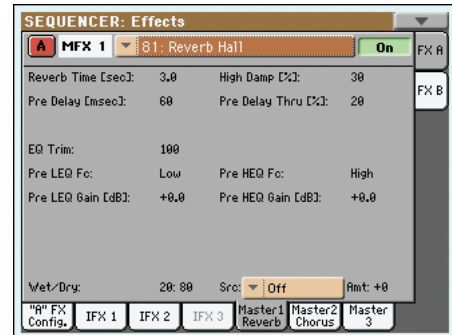 SEQUENCER: Effects
A MFX 1 81: Reverb Hall On FX A
Reverb Time [sec]: 3.0 High Damp [%]: 30
FX B
Pre Delay [msec]: 60 Pre Delay Thru [%]: 20
EQ Trim: 100
Pre LEQ Fc: Low Pre HEQ Fc: High
Pre LEQ Gain [dB]: +0.0 Pre HEQ Gain [dB]: +0.0
Wet/Dry: 20:80 Src: Off Amt: +0
"A" FX Config. IFX 1 IFX 2 IFX 3 Master1 Reverb Master2 Chorus Master 3